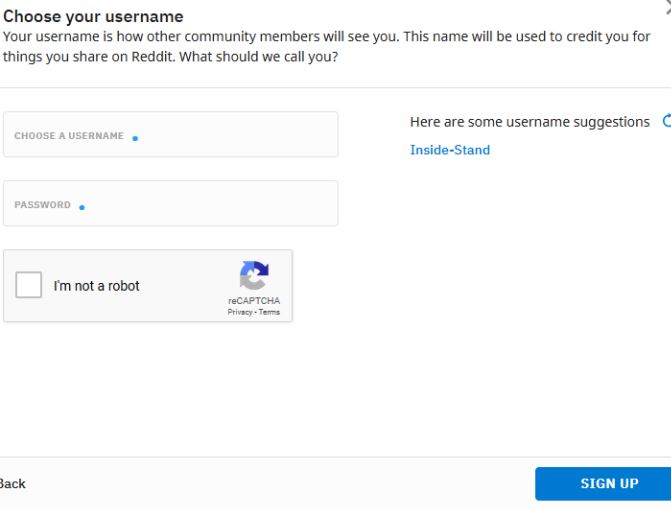 Choose your username
Your username is how other community members will see you. This name will be used to credit you for
things you share on Reddit. What should we call you?
CHOOSE A USERNAME
Here are some username suggestions
Inside-Stand
PASSWORD
I'm not a robot
reCAPTCHA
Privacy - Terms
Back
SIGN UP